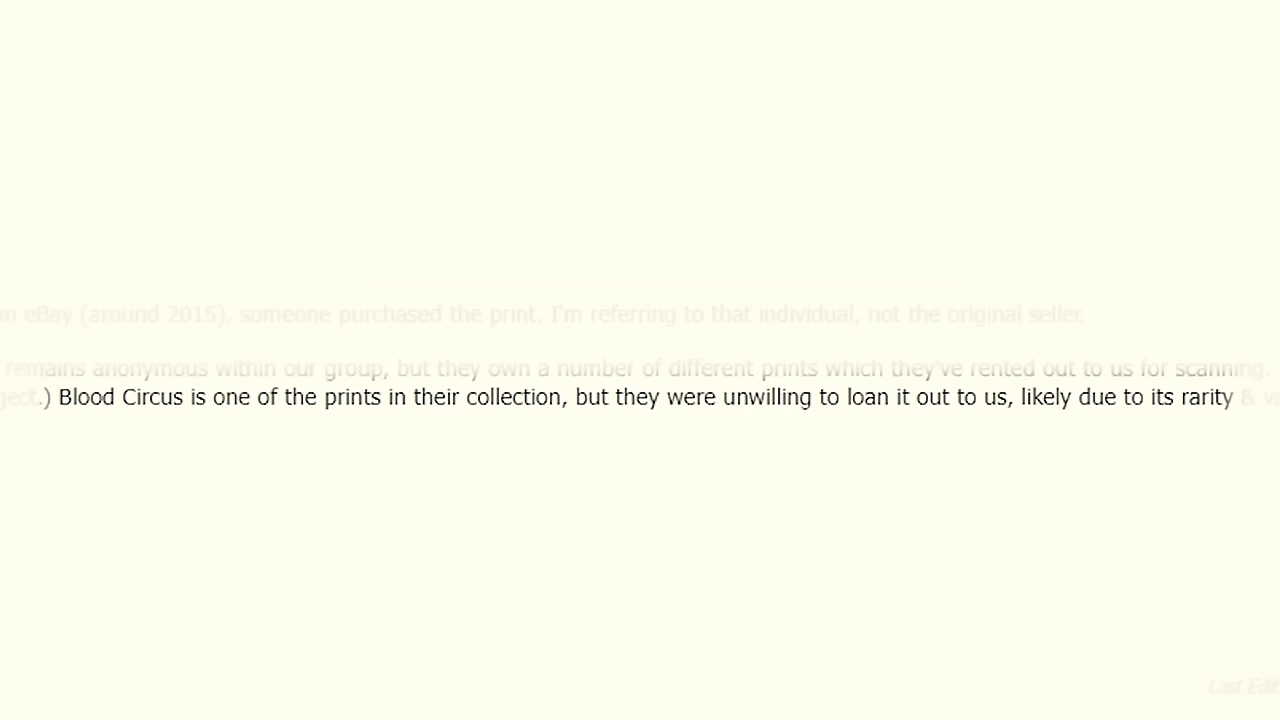 an eBay (around 2015), someone purchased the print. I'm referring to that individual, not the original seller.
remains anonymous within our group, but they own a number of different prints which they've rented out to us for scanning.
.) Blood Circus is one of the prints in their collection, but they were unwilling to loan it out to us, likely due to its rarity &
Last Edit